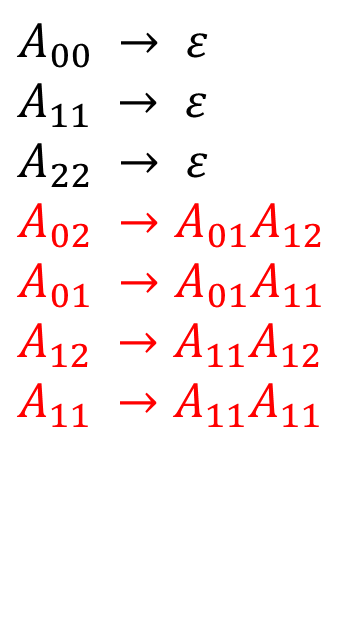 A₀₀ → ε
A₁₁ → ε
A₂₂ → ε
A₀₂ → A₀₁A₁₂
A₀₁ → A₀₁A₁₁
A₁₂ → A₁₁A₁₂
A₁₁ → A₁₁A₁₁